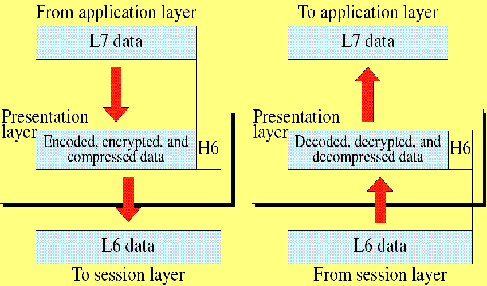 From application layer
L7 data
Presentation
layer
Encoded, encrypted, and
compressed data
H6
L6 data
To session layer
To application layer
L7 data
Presentation
layer
Decoded, decrypted, and
decompressed data
H6
L6 data
From session layer